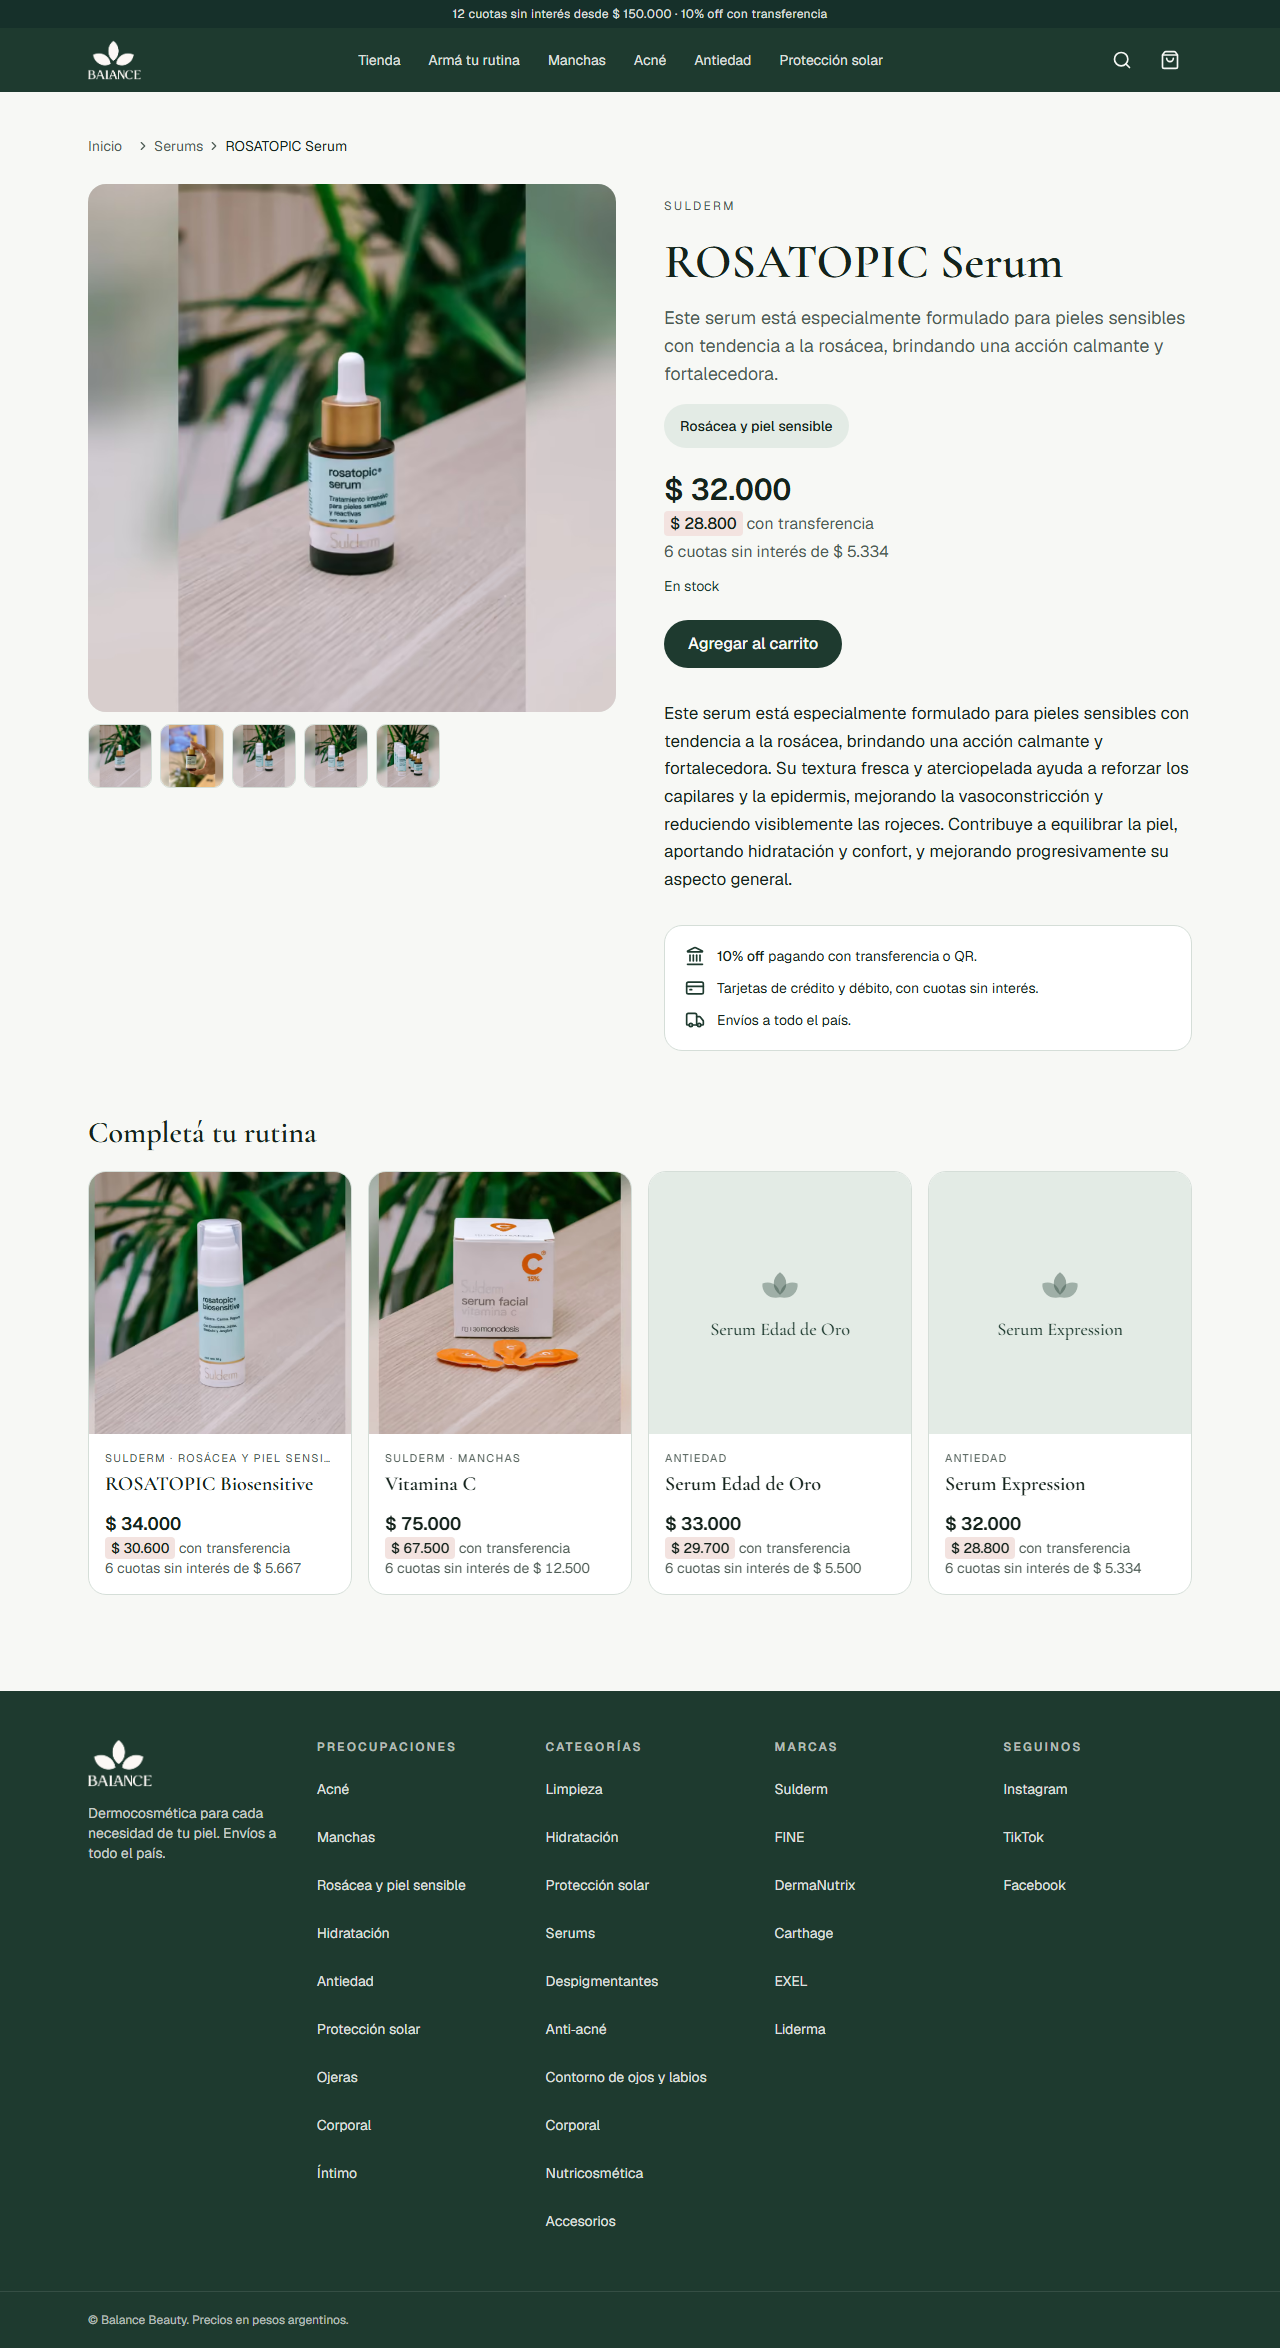 12 cuotas sin interés desde $ 150.000 · 10% off con transferencia
BALANCE
Tienda
Armá tu rutina
Manchas
Acné
Antiedad
Protección solar
Inicio > Serums > ROSATOPIC Serum
rosatopic+
serum
Tratamiento intensivo
para pieles sensibles
y reactivas
Sulderm
SULDERM
ROSATOPIC Serum
Este serum está especialmente formulado para pieles sensibles
con tendencia a la rosácea, brindando una acción calmante y
fortalecedora.
Rosácea y piel sensible
$ 32.000
$ 28.800 con transferencia
6 cuotas sin interés de $ 5.334
En stock
Agregar al carrito
Este serum está especialmente formulado para pieles sensibles con
tendencia a la rosácea, brindando una acción calmante y
fortalecedora. Su textura fresca y aterciopelada ayuda a reforzar los
capilares y la epidermis, mejorando la vasoconstricción y
reduciendo visiblemente las rojeces. Contribuye a equilibrar la piel,
aportando hidratación y confort, y mejorando progresivamente su
aspecto general.
10% off pagando con transferencia o QR.
Tarjetas de crédito y débito, con cuotas sin interés.
Envíos a todo el país.
Completá tu rutina
rosatopic+
biosensitive
Sulderm
SULDERM · ROSÁCEA Y PIEL SENSI...
ROSATOPIC Biosensitive
$ 34.000
$ 30.600 con transferencia
6 cuotas sin interés de $ 5.667
C
15%
Sulderm
serum facial
vitamina c
monodosis
SULDERM · MANCHAS
Vitamina C
$ 75.000
$ 67.500 con transferencia
6 cuotas sin interés de $ 12.500
Serum Edad de Oro
ANTIEDAD
Serum Edad de Oro
$ 33.000
$ 29.700 con transferencia
6 cuotas sin interés de $ 5.500
Serum Expression
ANTIEDAD
Serum Expression
$ 32.000
$ 28.800 con transferencia
6 cuotas sin interés de $ 5.334
BALANCE
Dermocosmética para cada
necesidad de tu piel. Envíos a
todo el país.
PREOCUPACIONES
Acné
Manchas
Rosácea y piel sensible
Hidratación
Antiedad
Protección solar
Ojeras
Corporal
Íntimo
CATEGORÍAS
Limpieza
Hidratación
Protección solar
Serums
Despigmentantes
Anti-acné
Contorno de ojos y labios
Corporal
Nutricosmética
Accesorios
MARCAS
Sulderm
FINE
DermaNutrix
Carthage
EXEL
Liderma
SEGUINOS
Instagram
TikTok
Facebook
© Balance Beauty. Precios en pesos argentinos.